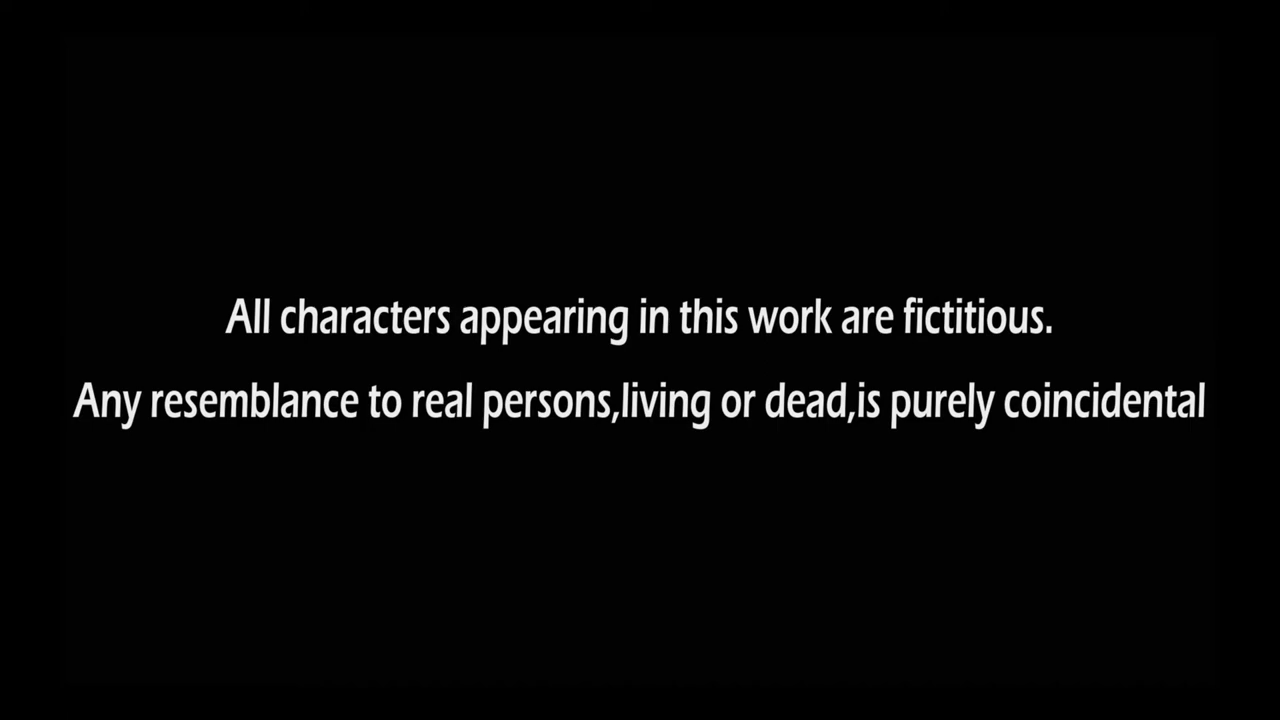 All characters appearing in this work are fictitious.
Any resemblance to real persons,living or dead,is purely coincidental